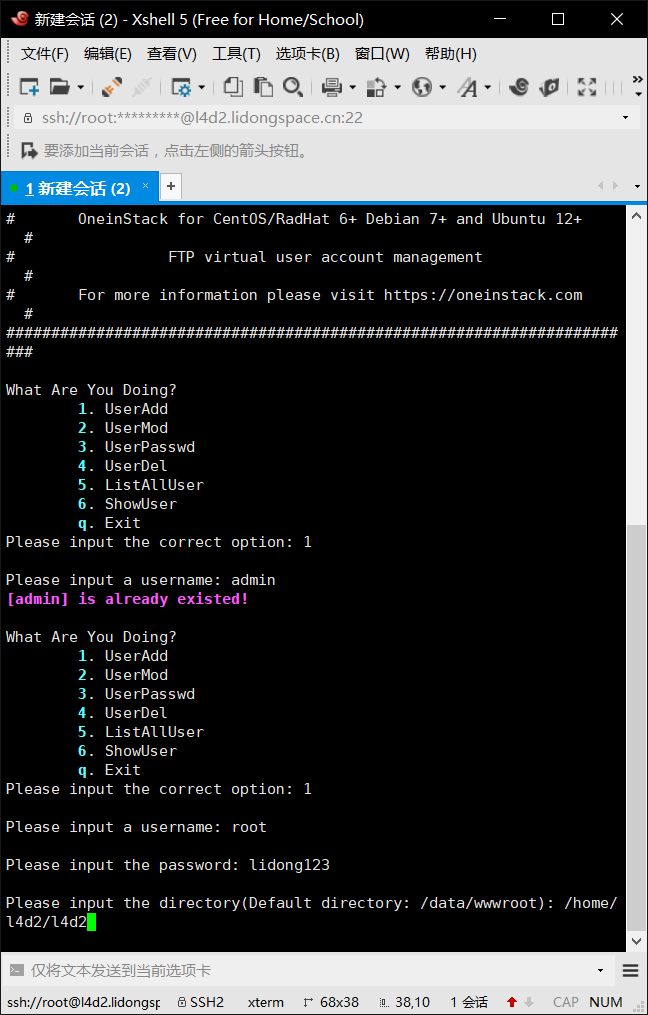 新建会话 (2) - Xshell 5 (Free for Home/School)
文件(F) 编辑(E) 查看(V) 工具(T) 选项卡(B) 窗口(W) 帮助(H)
ssh://root:*********@l4d2.lidongspace.cn:22
要添加当前会话，点击左侧的箭头按钮。
1 新建会话 (2) × +
# OneinStack for CentOS/RadHat 6+ Debian 7+ and Ubuntu 12+
#
# FTP virtual user account management
#
# For more information please visit https://oneinstack.com
#
####################################################################
###
What Are You Doing?
1. UserAdd
2. UserMod
3. UserPasswd
4. UserDel
5. ListAllUser
6. ShowUser
q. Exit
Please input the correct option: 1
Please input a username: admin
[admin] is already existed!
What Are You Doing?
1. UserAdd
2. UserMod
3. UserPasswd
4. UserDel
5. ListAllUser
6. ShowUser
q. Exit
Please input the correct option: 1
Please input a username: root
Please input the password: lidong123
Please input the directory(Default directory: /data/wwwroot): /home/
l4d2/l4d2
仅将文本发送到当前选项卡
ssh://root@l4d2.lidongsp SSH2 xterm 68x38 38,10 1 会话 CAP NUM